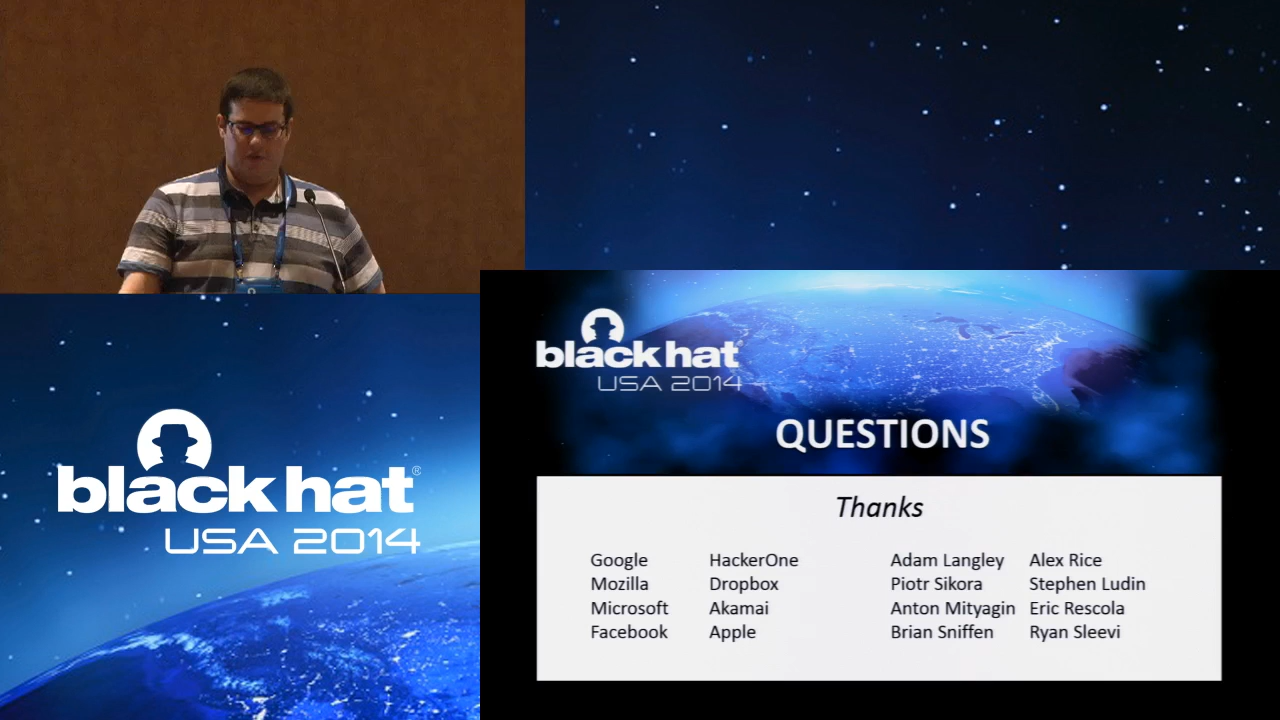 black hat®
USA 2014
black hat
USA 2014
QUESTIONS
Thanks
Google HackerOne Adam Langley Alex Rice
Mozilla Dropbox Piotr Sikora Stephen Ludin
Microsoft Akamai Anton Mityagin Eric Rescola
Facebook Apple Brian Sniffen Ryan Sleevi